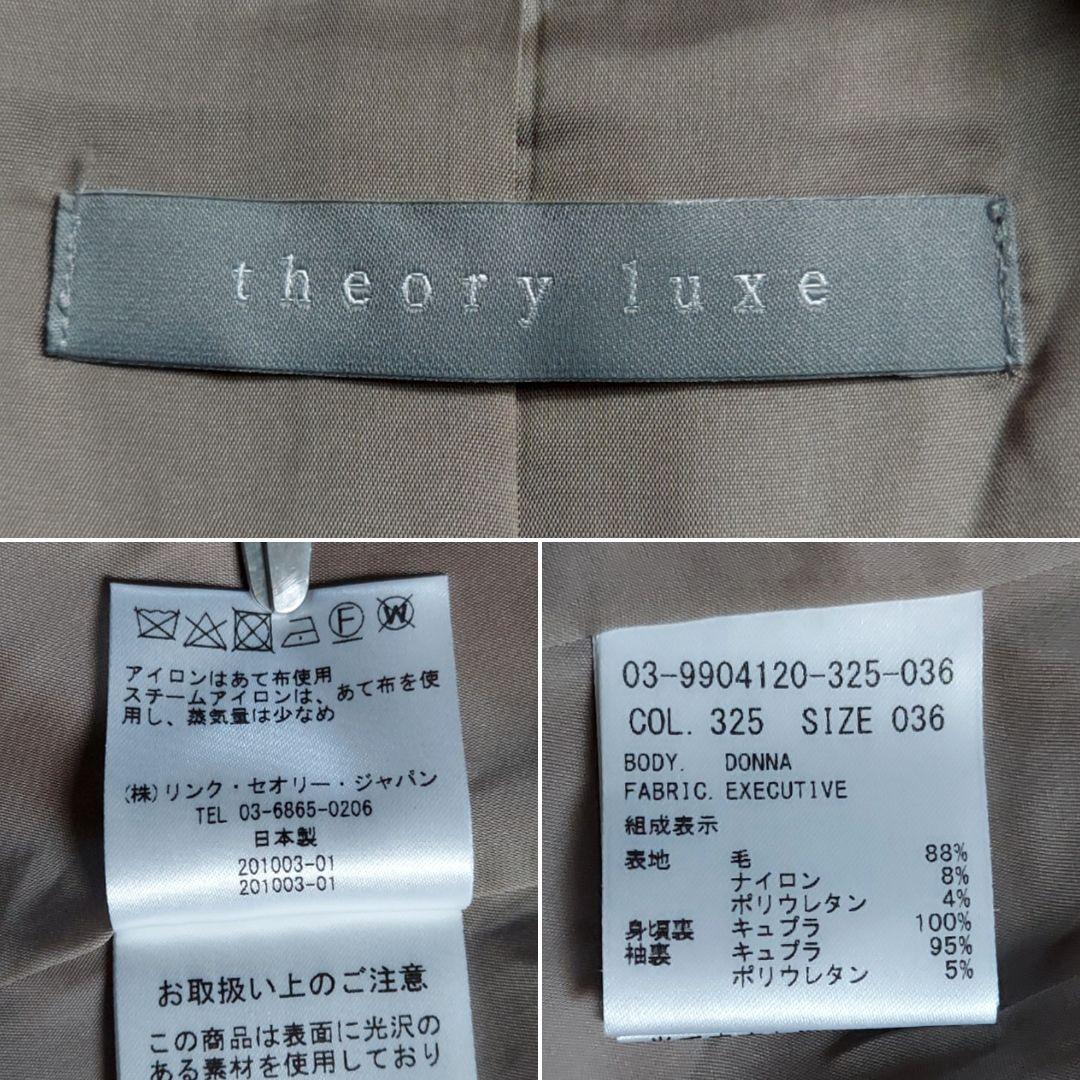 theory luxe
F W
アイロンはあて布使用
スチームアイロンは、あて布を使
用し、蒸気量は少なめ
(株)リンク・セオリー・ジャパン
TEL 03-6865-0206
日本製
201003-01
201003-01
お取扱い上のご注意
この商品は表面に光沢の
ある素材を使用しており
03-9904120-325-036
COL. 325 SIZE 036
BODY. DONNA
FABRIC. EXECUTIVE
組成表示
表地 毛 88%
ナイロン 8%
ポリウレタン 4%
身頃裏 キュプラ 100%
袖裏 キュプラ 95%
ポリウレタン 5%